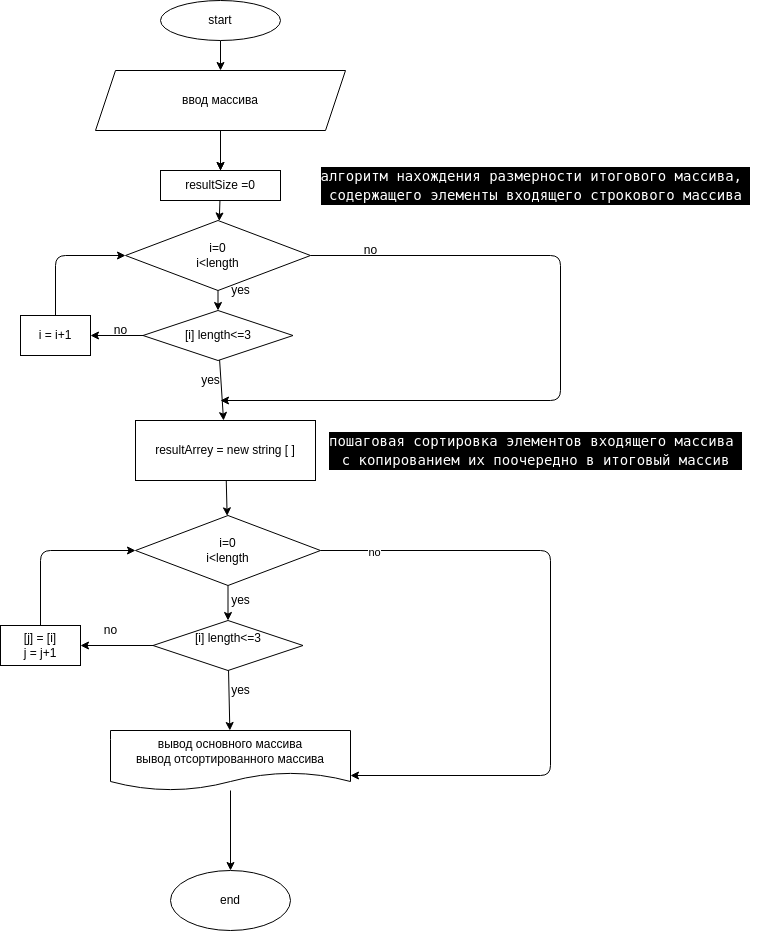 start
ввод массива
resultSize =0
алгоритм нахождения размерности итогового массива,
содержащего элементы входящего строкового массива
i=0
i<length
no
yes
[i] length<=3
no
i = i+1
yes
resultArrey = new string [ ]
пошаговая сортировка элементов входящего массива
с копированием их поочередно в итоговый массив
i=0
i<length
no
yes
[i] length<=3
no
[j] = [i]
j = j+1
yes
вывод основного массива
вывод отсортированного массива
end